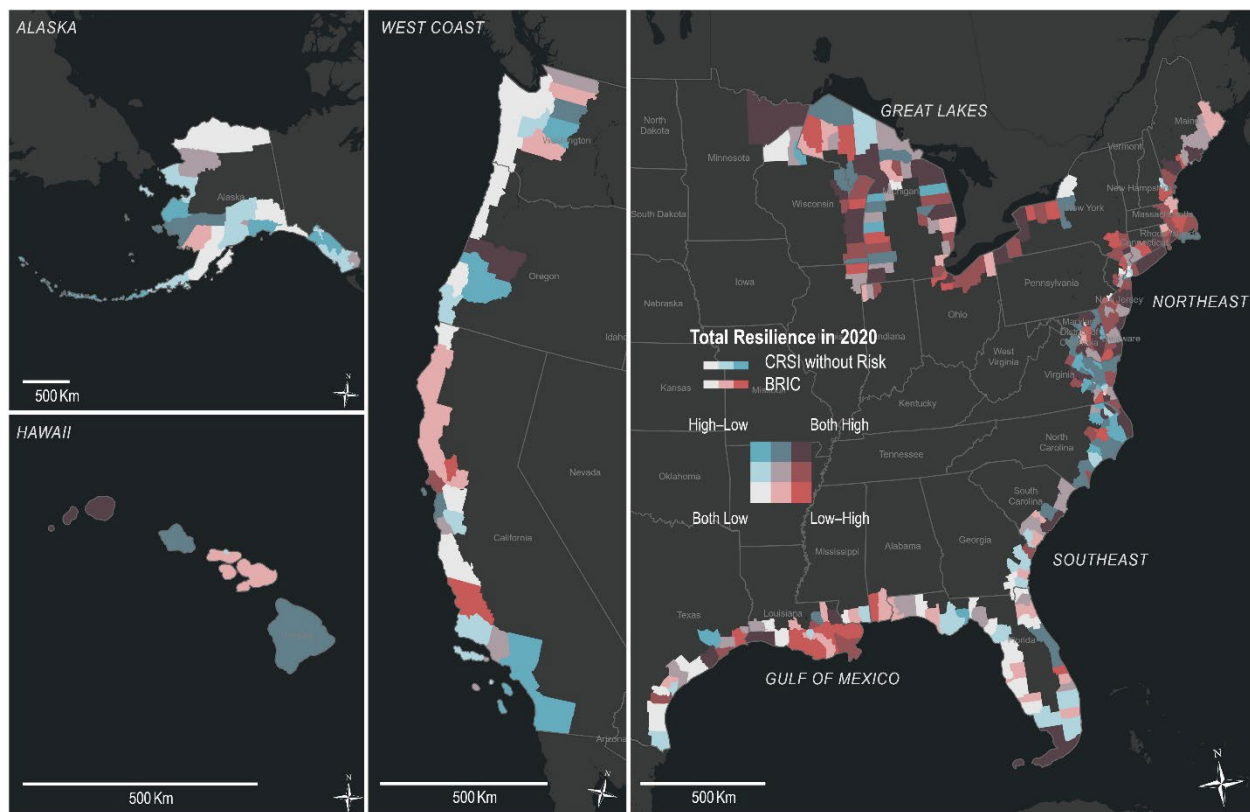 ALASKA
Alaska
500 Km
N
HAWAII
500 Km
N
WEST COAST
Washington
Oregon
Idaho
Nevada
California
Arizona
500 Km
N
GREAT LAKES
North
Dakota
Minnesota
South Dakota
Wisconsin
Michigan
Maine
Vermont
New Hampshire
New York
Massachusetts
Rhode Island
Connecticut
Iowa
Nebraska
Pennsylvania
New Jersey
NORTHEAST
Ohio
Indiana
Maryland
Delaware
West
Virginia
Virginia
Kansas
Kentucky
Total Resilience in 2020
CRSI without Risk
BRIC
High–Low
Both High
Both Low
Low–High
Oklahoma
Tennessee
North
Carolina
South
Carolina
Mississippi
Alabama
Georgia
SOUTHEAST
Texas
Louisiana
Florida
GULF OF MEXICO
500 Km
N